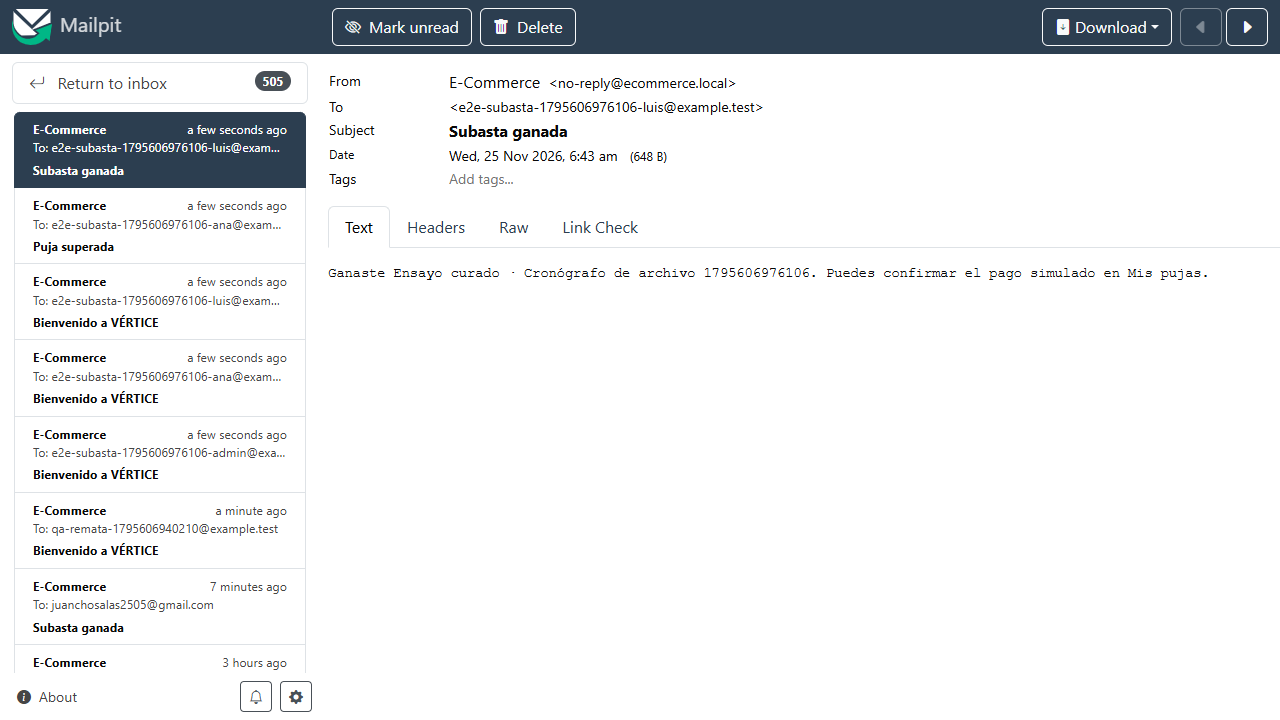 Mailpit
Mark unread
Delete
Download
Return to inbox
505
E-Commerce a few seconds ago
To: e2e-subasta-1795606976106-luis@exam...
Subasta ganada
E-Commerce a few seconds ago
To: e2e-subasta-1795606976106-ana@exam...
Puja superada
E-Commerce a few seconds ago
To: e2e-subasta-1795606976106-luis@exam...
Bienvenido a VÉRTICE
E-Commerce a few seconds ago
To: e2e-subasta-1795606976106-ana@exam...
Bienvenido a VÉRTICE
E-Commerce a few seconds ago
To: e2e-subasta-1795606976106-admin@exa...
Bienvenido a VÉRTICE
E-Commerce a minute ago
To: qa-remata-1795606940210@example.test
Bienvenido a VÉRTICE
E-Commerce 7 minutes ago
To: juanchosalas2505@gmail.com
Subasta ganada
E-Commerce 3 hours ago
About
From E-Commerce <no-reply@ecommerce.local>
To <e2e-subasta-1795606976106-luis@example.test>
Subject Subasta ganada
Date Wed, 25 Nov 2026, 6:43 am (648 B)
Tags Add tags...
Text Headers Raw Link Check
Ganaste Ensayo curado · Cronógrafo de archivo 1795606976106. Puedes confirmar el pago simulado en Mis pujas.